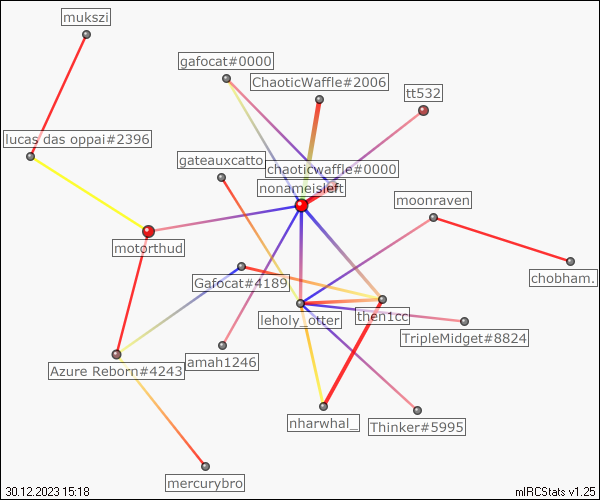 mukszi
gafocat#0000
ChaoticWaffle#2006
tt532
lucas das oppai#2396
gateauxcatto
chaoticwaffle#0000
nonameisleft
moonraven
motorthud
chobham.
Gafocat#4189
leholy_otter
then1cc
TripleMidget#8824
Azure Reborn#4243
amah1246
nharwhal_
Thinker#5995
mercurybro
30.12.2023 15:18
mIRCStats v1.25